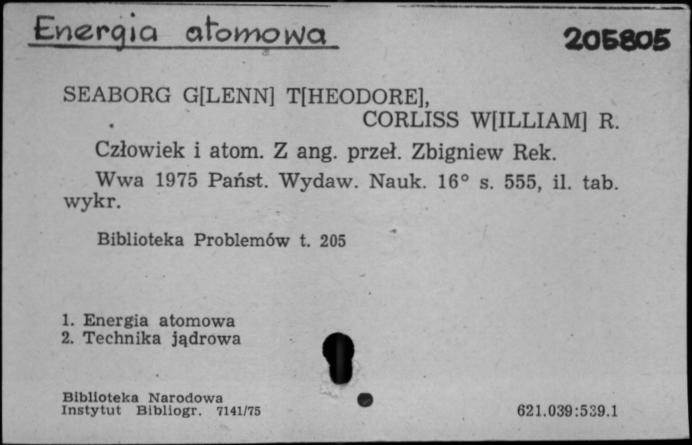 Energia atomowa
205805
SEABORG G[LENN] T[HEODORE],
CORLISS W[ILLIAM] R.
Człowiek i atom. Z ang. przeł. Zbigniew Rek.
Wwa 1975 Państ. Wydaw. Nauk. 16° s. 555, il. tab.
wykr.
Biblioteka Problemów t. 205
1. Energia atomowa
2. Technika jądrowa
Biblioteka Narodowa
Instytut Bibliogr. 7141/75
621.039:539.1